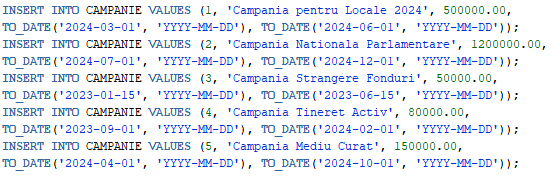 INSERT INTO CAMPANIE VALUES (1, 'Campania pentru Locale 2024', 500000.00,
TO_DATE('2024-03-01', 'YYYY-MM-DD'), TO_DATE('2024-06-01', 'YYYY-MM-DD'));
INSERT INTO CAMPANIE VALUES (2, 'Campania Nationala Parlamentare', 1200000.00,
TO_DATE('2024-07-01', 'YYYY-MM-DD'), TO_DATE('2024-12-01', 'YYYY-MM-DD'));
INSERT INTO CAMPANIE VALUES (3, 'Campania Strangere Fonduri', 50000.00,
TO_DATE('2023-01-15', 'YYYY-MM-DD'), TO_DATE('2023-06-15', 'YYYY-MM-DD'));
INSERT INTO CAMPANIE VALUES (4, 'Campania Tineret Activ', 80000.00,
TO_DATE('2023-09-01', 'YYYY-MM-DD'), TO_DATE('2024-02-01', 'YYYY-MM-DD'));
INSERT INTO CAMPANIE VALUES (5, 'Campania Mediu Curat', 150000.00,
TO_DATE('2024-04-01', 'YYYY-MM-DD'), TO_DATE('2024-10-01', 'YYYY-MM-DD'));